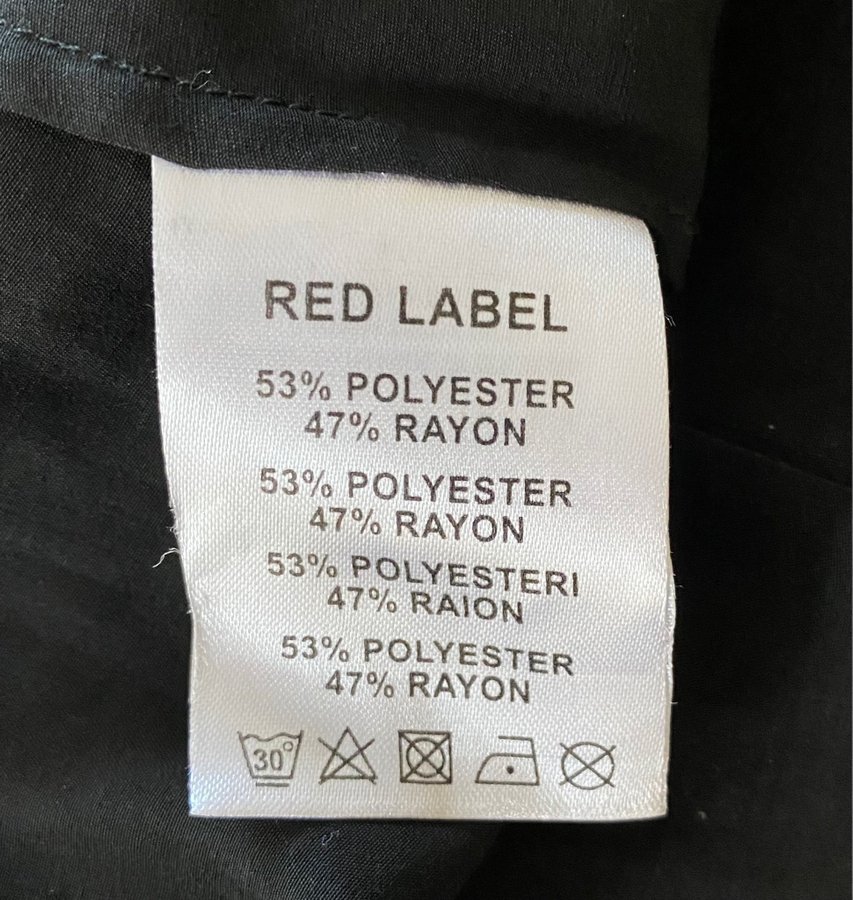 RED LABEL
53% POLYESTER
47% RAYON
53% POLYESTER
47% RAYON
53% POLYESTERI
47% RAION
53% POLYESTER
47% RAYON
30°